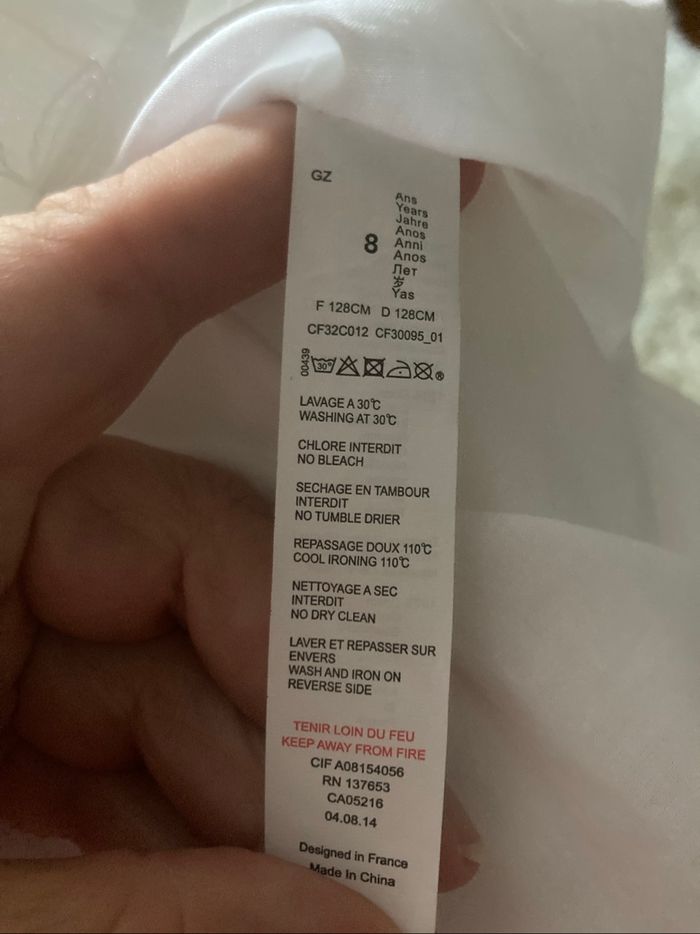 GZ
8
Ans
Years
Jahre
Anos
Anni
Anos
Лет
岁
Yas
F 128CM D 128CM
CF32C012 CF30095_01
00439
30°
®
LAVAGE A 30℃
WASHING AT 30℃
CHLORE INTERDIT
NO BLEACH
SECHAGE EN TAMBOUR
INTERDIT
NO TUMBLE DRIER
REPASSAGE DOUX 110℃
COOL IRONING 110℃
NETTOYAGE A SEC
INTERDIT
NO DRY CLEAN
LAVER ET REPASSER SUR
ENVERS
WASH AND IRON ON
REVERSE SIDE
TENIR LOIN DU FEU
KEEP AWAY FROM FIRE
CIF A08154056
RN 137653
CA05216
04.08.14
Designed in France
Made In China